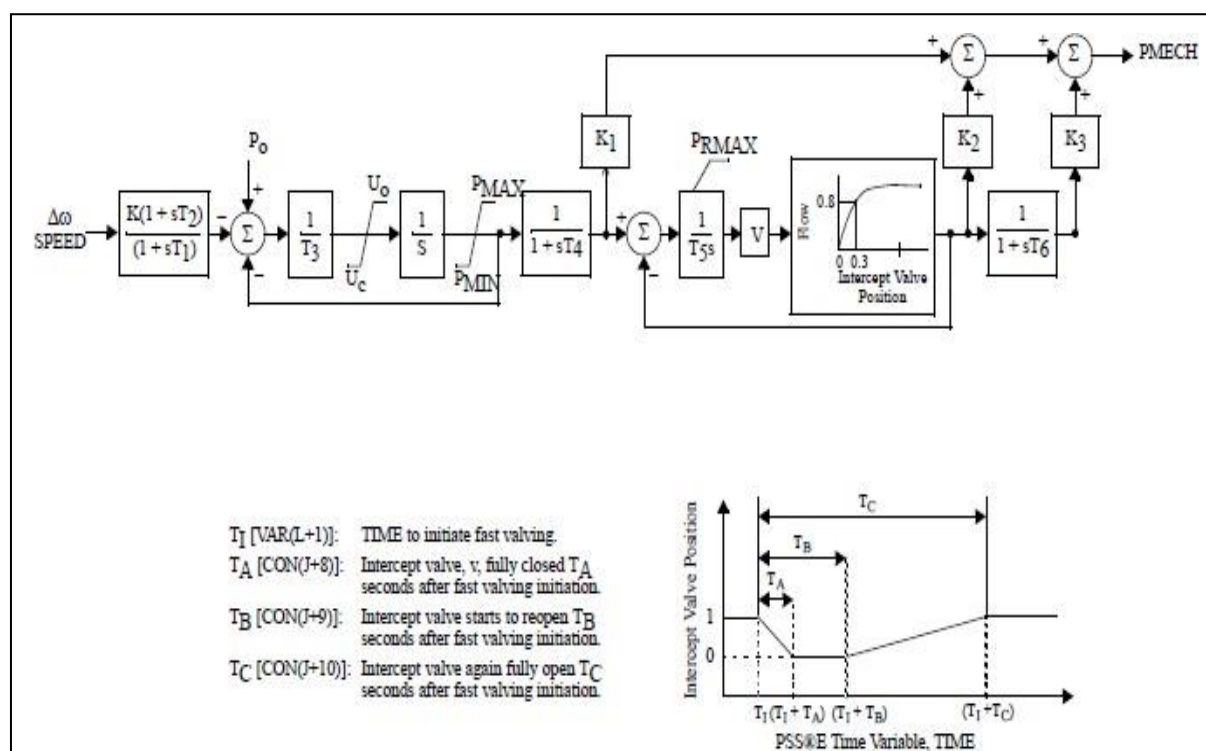 PMECH
+ Σ + Σ
+ +
K1 K2 K3
Po PRMAX
Δω
SPEED
K(1 + sT2)
(1 + sT1)
+
− Σ
−
1
T3
Uo
Uc
1
S
PMAX
PMIN
1
1 + sT4
+ Σ
−
1
T5s
V
Flow
0.8
0 0.3
Intercept Valve
Position
1
1 + sT6
TI [VAR(L+1)]: TIME to initiate fast valving.
TA [CON(J+8)]: Intercept valve, v, fully closed TA
seconds after fast valving initiation.
TB [CON(J+9)]: Intercept valve starts to reopen TB
seconds after fast valving initiation.
TC [CON(J+10)]: Intercept valve again fully open TC
seconds after fast valving initiation.
Intercept Valve Position
TC
TB
TA
1
0
TI (TI + TA) (TI + TB) (TI +TC)
PSS®E Time Variable, TIME